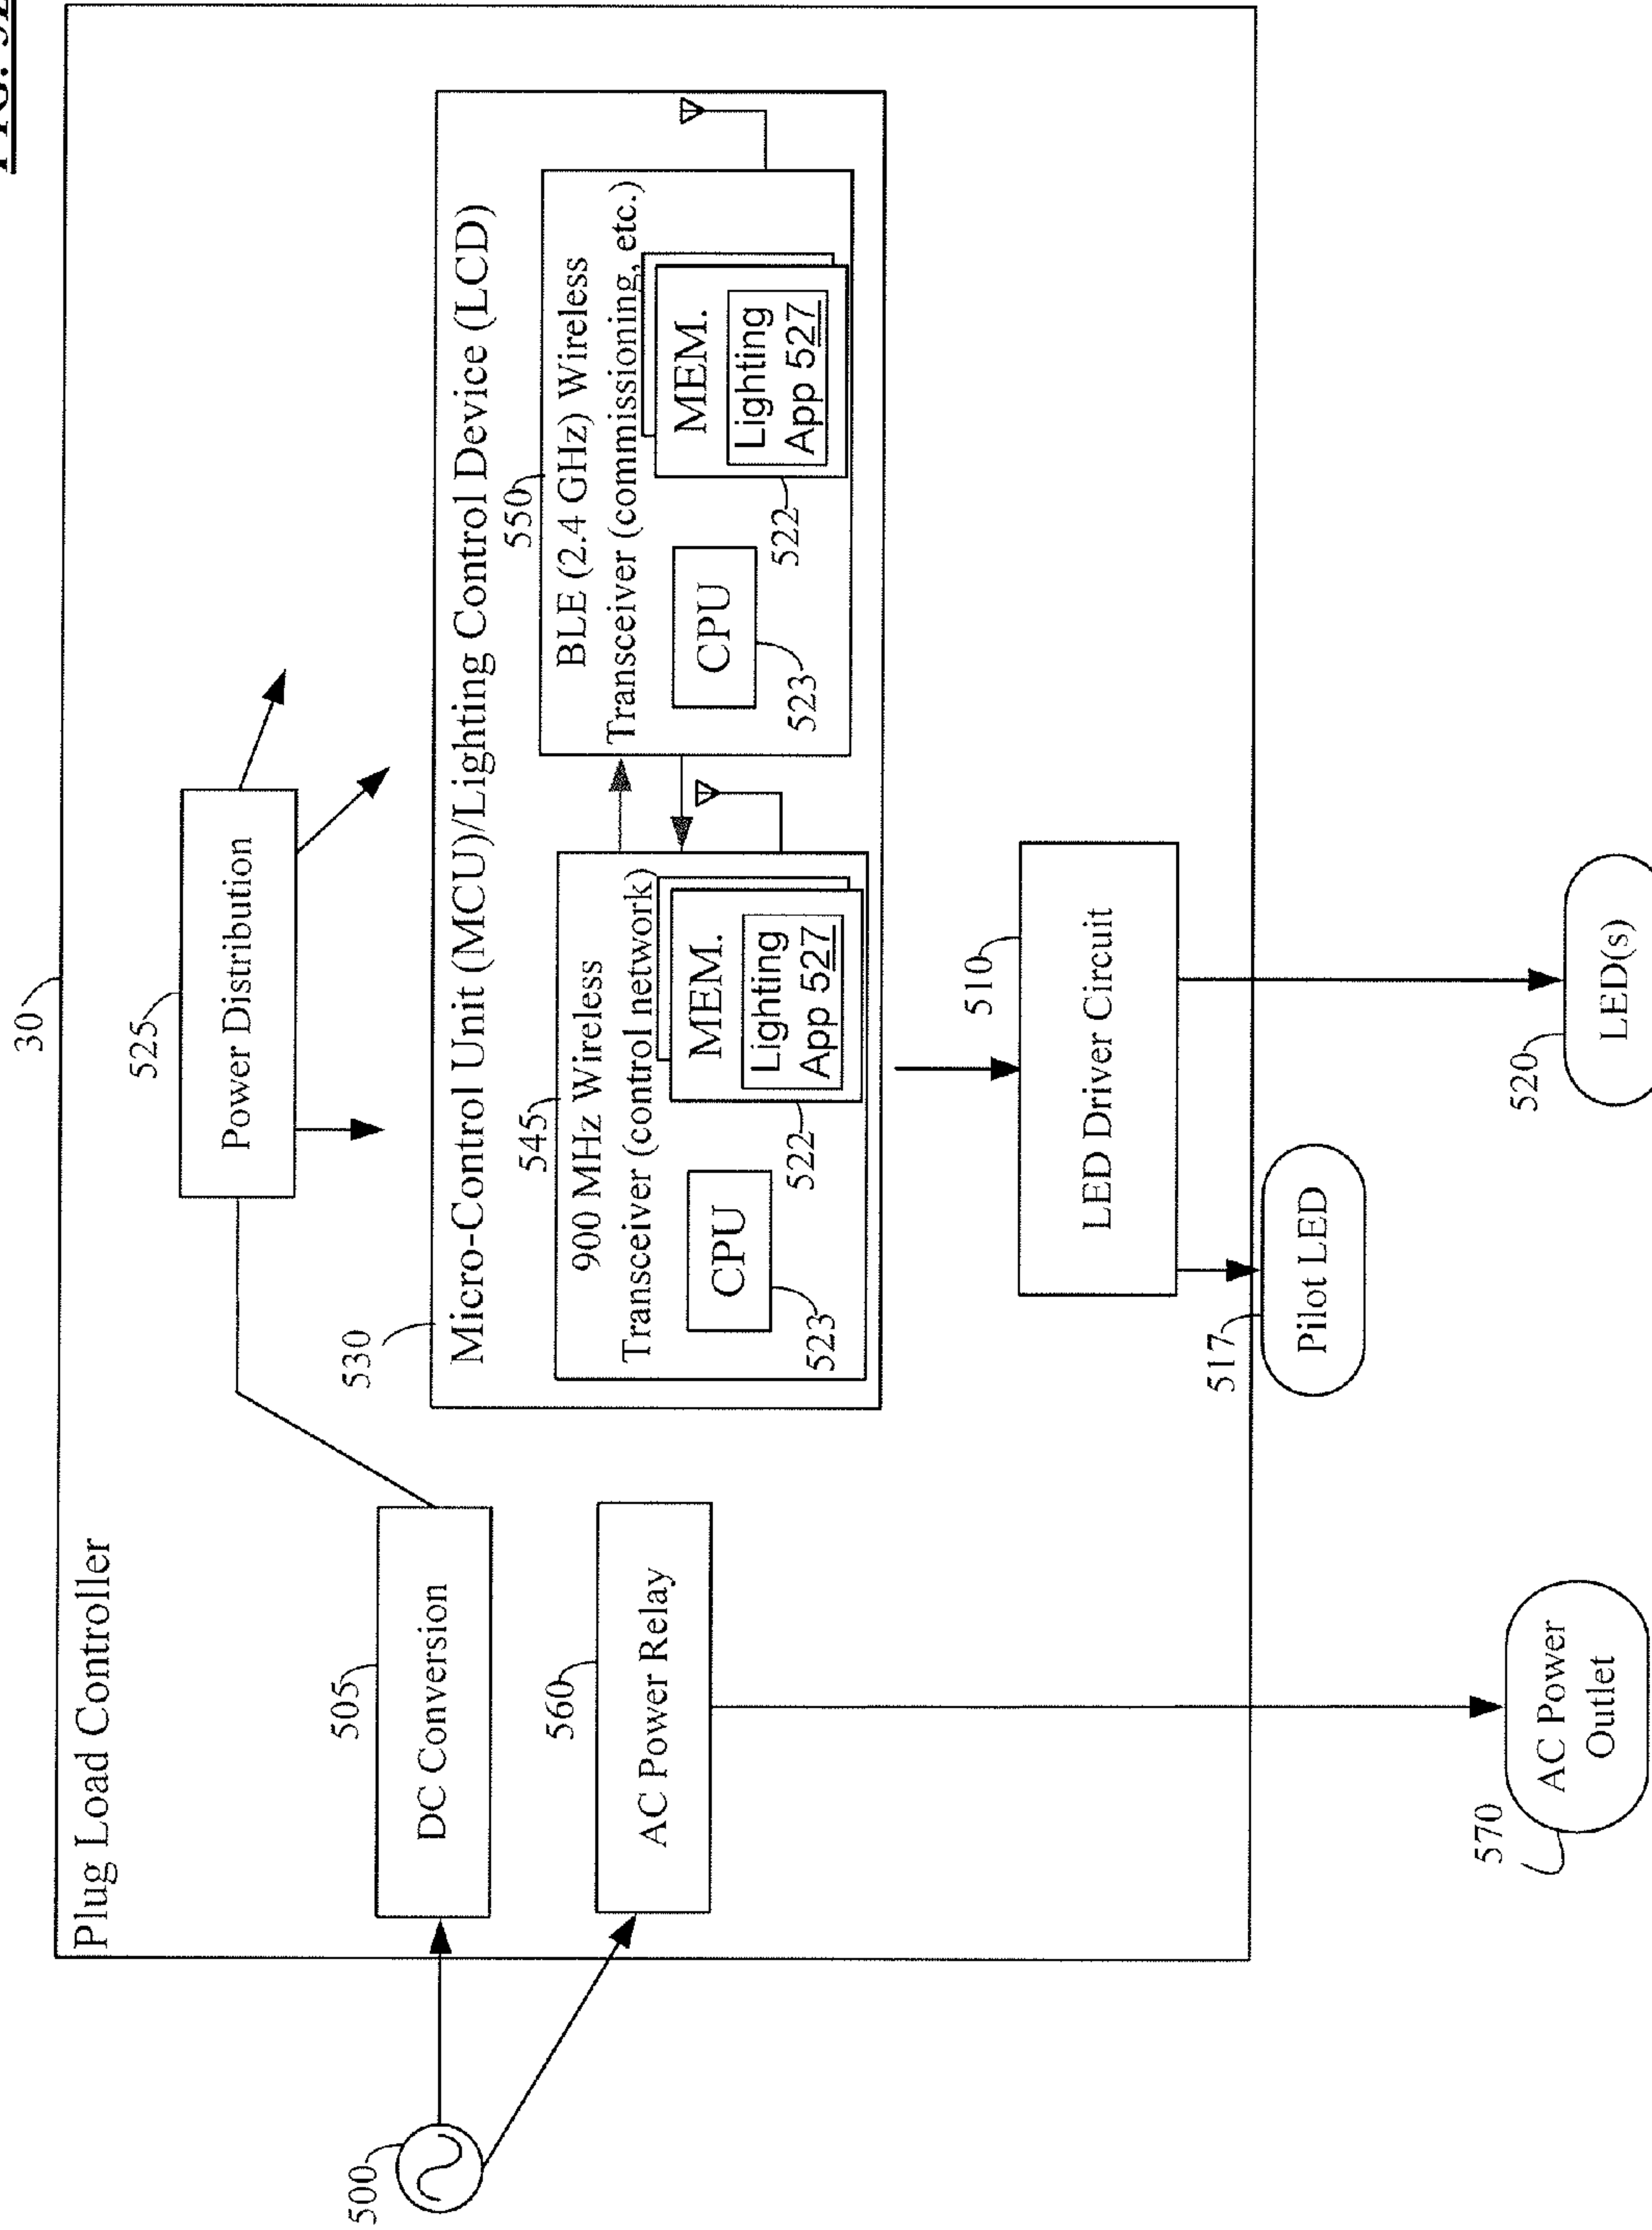 30
Plug Load Controller
525
Power Distribution
500
505
DC Conversion
560
AC Power Relay
530
Micro-Control Unit (MCU)/Lighting Control Device (LCD)
545
900 MHz Wireless
Transceiver (control network)
CPU
523
MEM.
Lighting
App 527
522
550
BLE (2.4 GHz) Wireless
Transceiver (commissioning, etc.)
CPU
523
MEM.
Lighting
App 527
522
510
LED Driver Circuit
517
Pilot LED
520
LED(s)
570
AC Power
Outlet